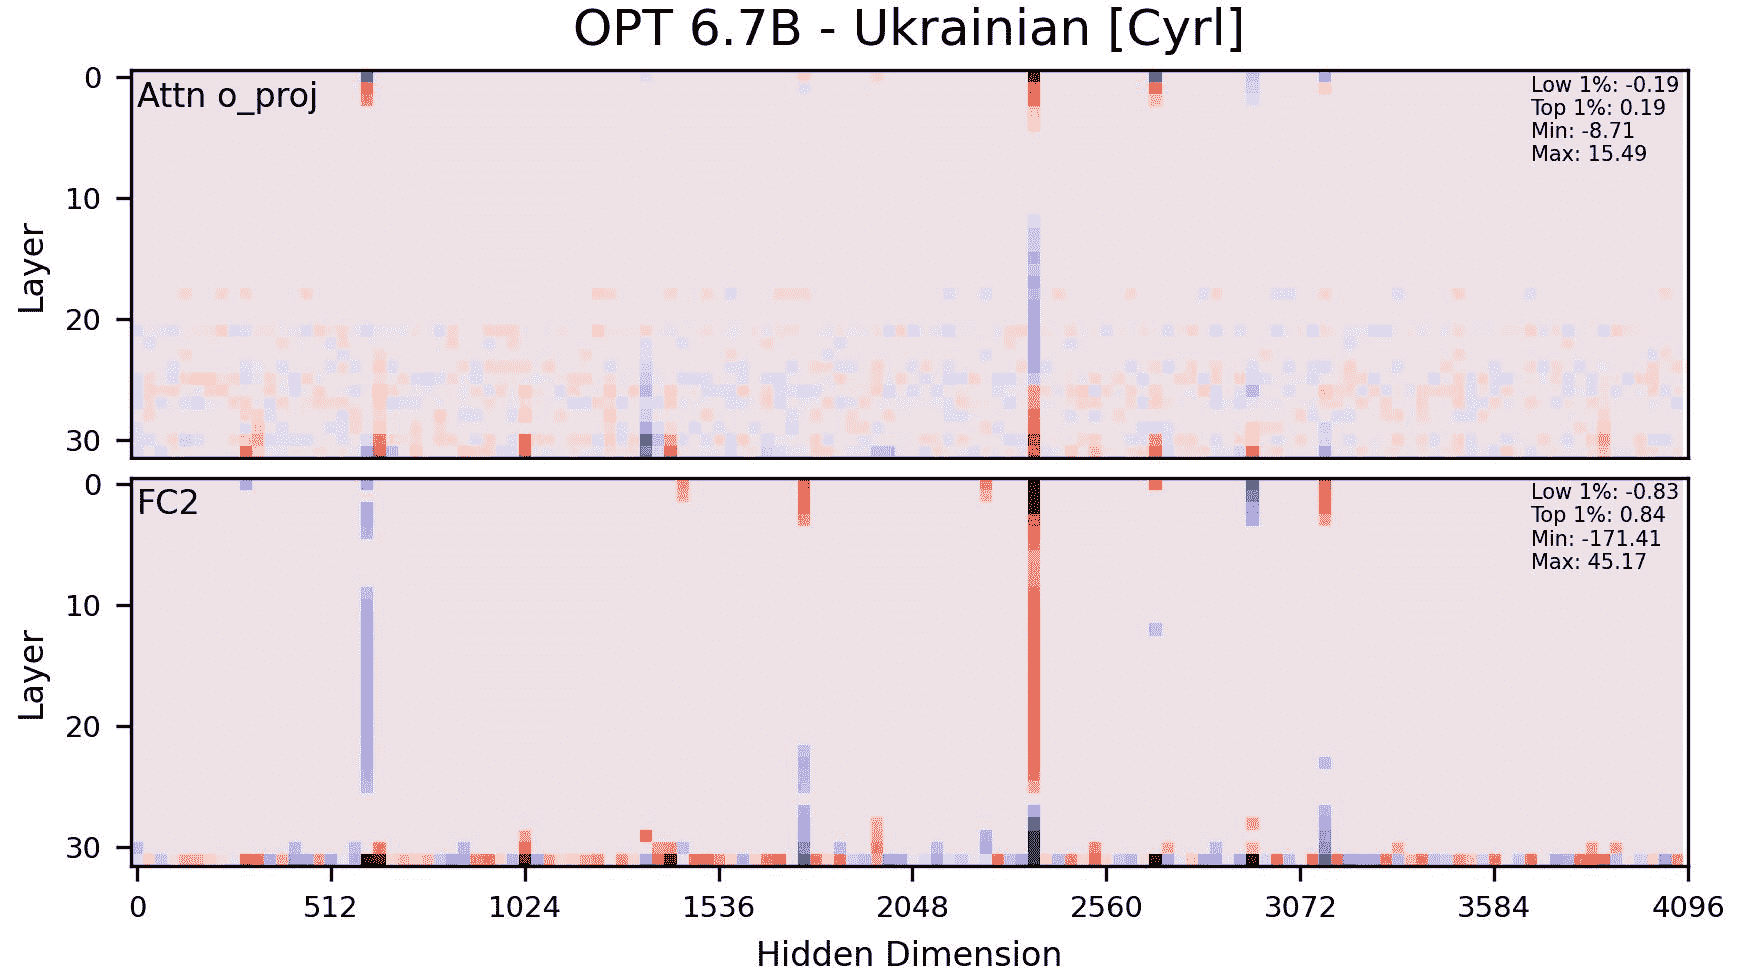 OPT 6.7B - Ukrainian [Cyrl]
Attn o_proj
Low 1%: -0.19
Top 1%: 0.19
Min: -8.71
Max: 15.49
0
10
20
30
Layer
FC2
Low 1%: -0.83
Top 1%: 0.84
Min: -171.41
Max: 45.17
0
10
20
30
Layer
0 512 1024 1536 2048 2560 3072 3584 4096
Hidden Dimension